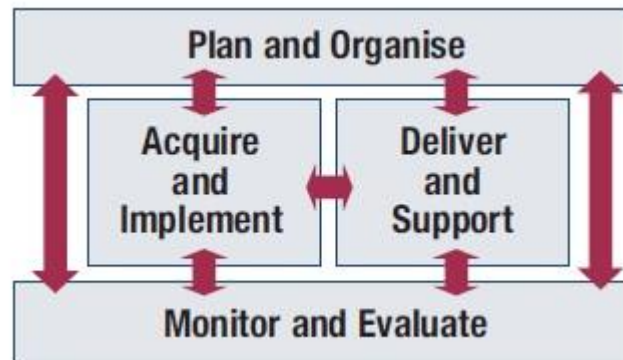 Plan and Organise
Acquire
and
Implement
Deliver
and
Support
Monitor and Evaluate